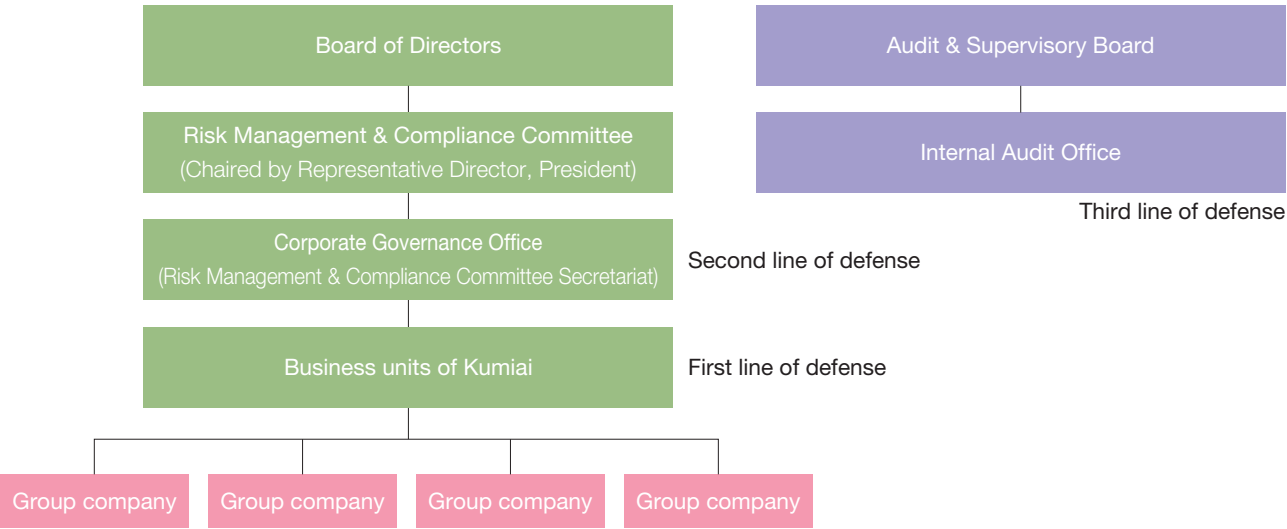 Board of Directors
Audit & Supervisory Board
Risk Management & Compliance Committee
(Chaired by Representative Director, President)
Internal Audit Office
Third line of defense
Corporate Governance Office
(Risk Management & Compliance Committee Secretariat)
Second line of defense
Business units of Kumiai
First line of defense
Group company
Group company
Group company
Group company